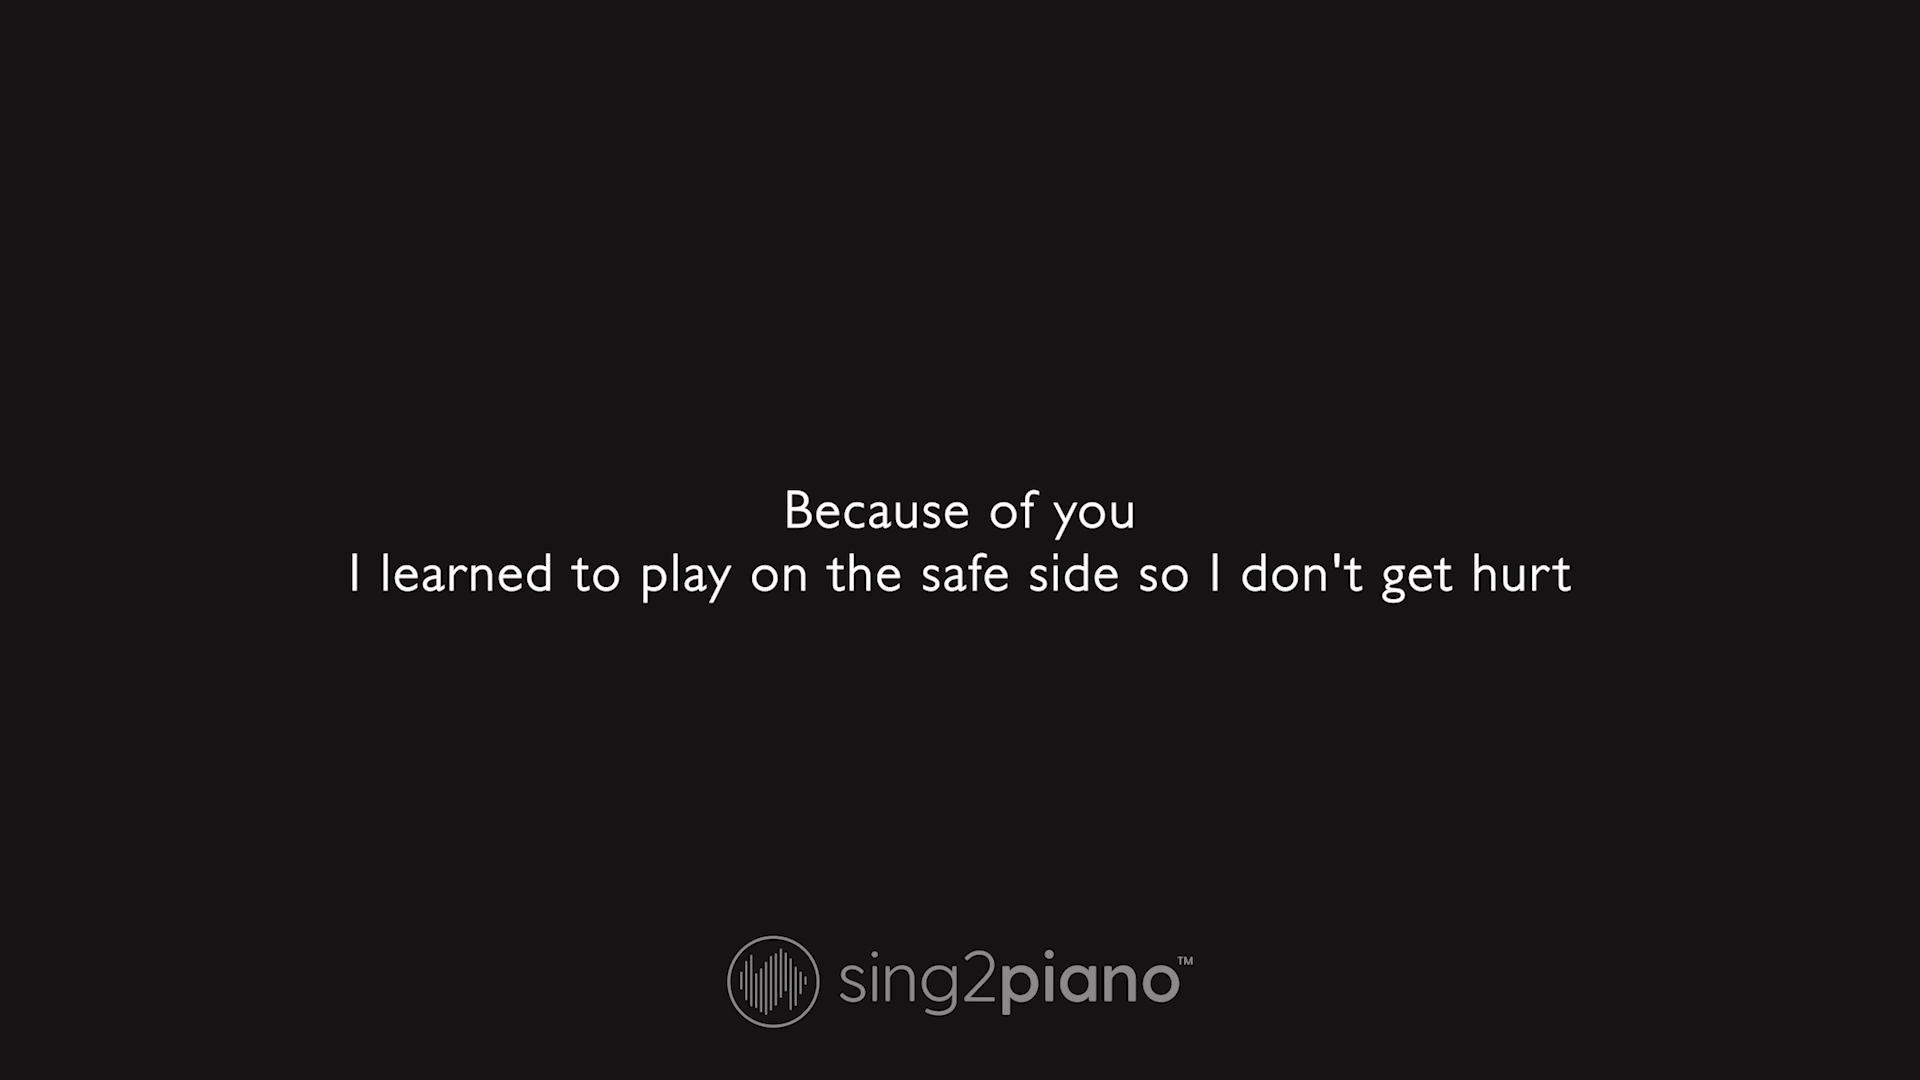 Because of you
I learned to play on the safe side so I don't get hurt
sing2piano™